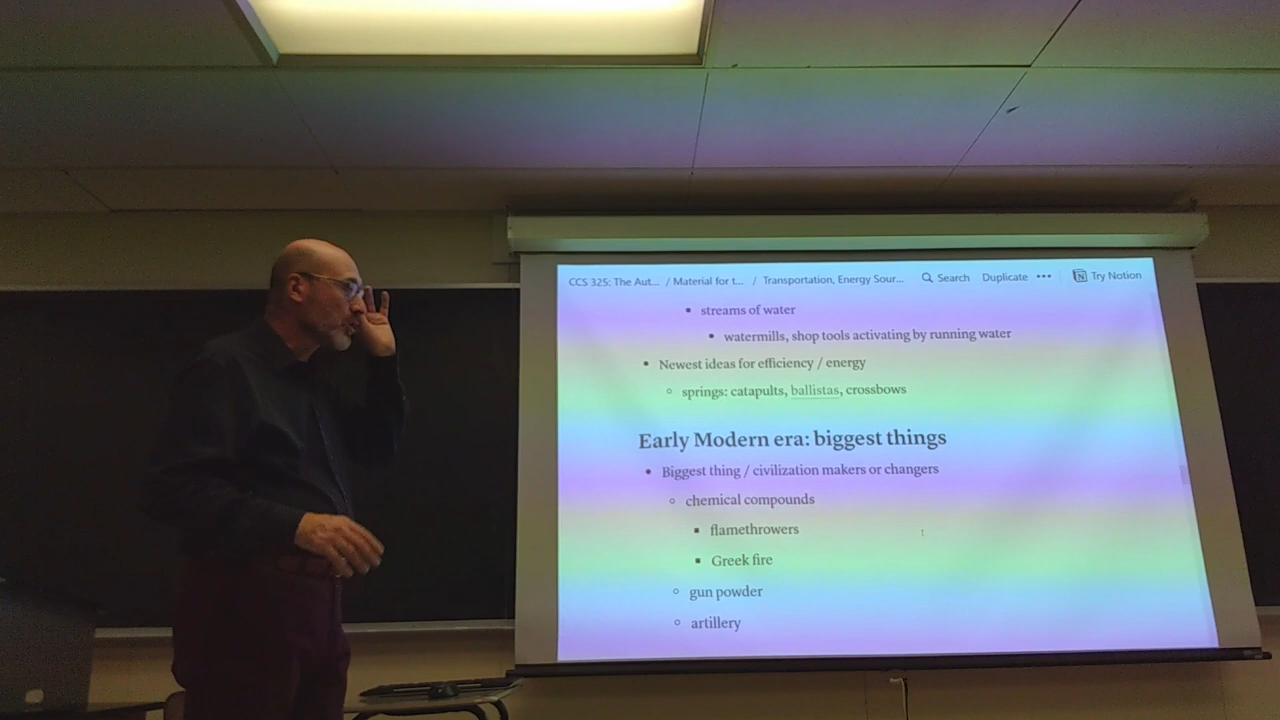 CCS 325: The Aut... / Material for t... / Transportation, Energy Sour... Search Duplicate ••• Try Notion
streams of water
watermills, shop tools activating by running water
Newest ideas for efficiency / energy
springs: catapults, ballistas, crossbows
Early Modern era: biggest things
Biggest thing / civilization makers or changers
chemical compounds
flamethrowers
Greek fire
gun powder
artillery